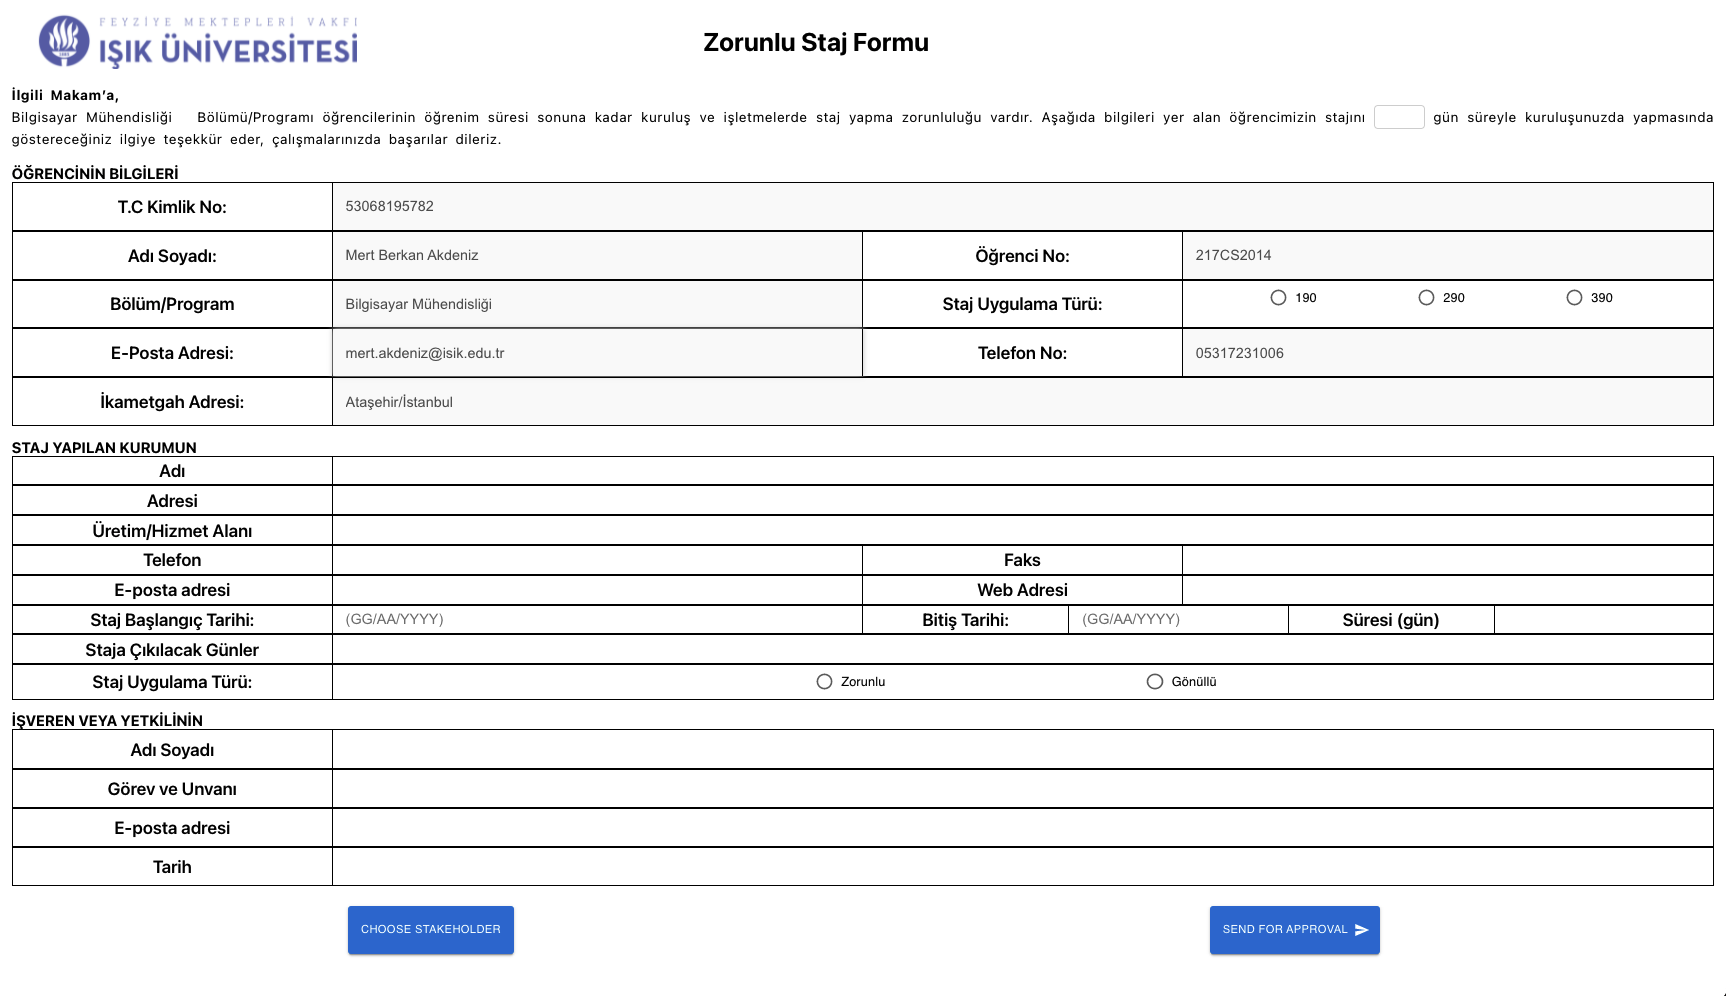 FEYZİYE MEKTEPLERİ VAKFI
IŞIK ÜNİVERSİTESİ
Zorunlu Staj Formu
İlgili Makam'a,
Bilgisayar Mühendisliği Bölümü/Programı öğrencilerinin öğrenim süresi sonuna kadar kuruluş ve işletmelerde staj yapma zorunluluğu vardır. Aşağıda bilgileri yer alan öğrencimizin stajını gün süreyle kuruluşunuzda yapmasında
göstereceğiniz ilgiye teşekkür eder, çalışmalarınızda başarılar dileriz.
ÖĞRENCİNİN BİLGİLERİ
T.C Kimlik No: 53068195782
Adı Soyadı: Mert Berkan Akdeniz Öğrenci No: 217CS2014
Bölüm/Program Bilgisayar Mühendisliği Staj Uygulama Türü: 190 290 390
E-Posta Adresi: mert.akdeniz@isik.edu.tr Telefon No: 05317231006
İkametgah Adresi: Ataşehir/İstanbul
STAJ YAPILAN KURUMUN
Adı
Adresi
Üretim/Hizmet Alanı
Telefon Faks
E-posta adresi Web Adresi
Staj Başlangıç Tarihi: (GG/AA/YYYY) Bitiş Tarihi: (GG/AA/YYYY) Süresi (gün)
Staja Çıkılacak Günler
Staj Uygulama Türü: Zorunlu Gönüllü
İŞVEREN VEYA YETKİLİNİN
Adı Soyadı
Görev ve Unvanı
E-posta adresi
Tarih
CHOOSE STAKEHOLDER SEND FOR APPROVAL